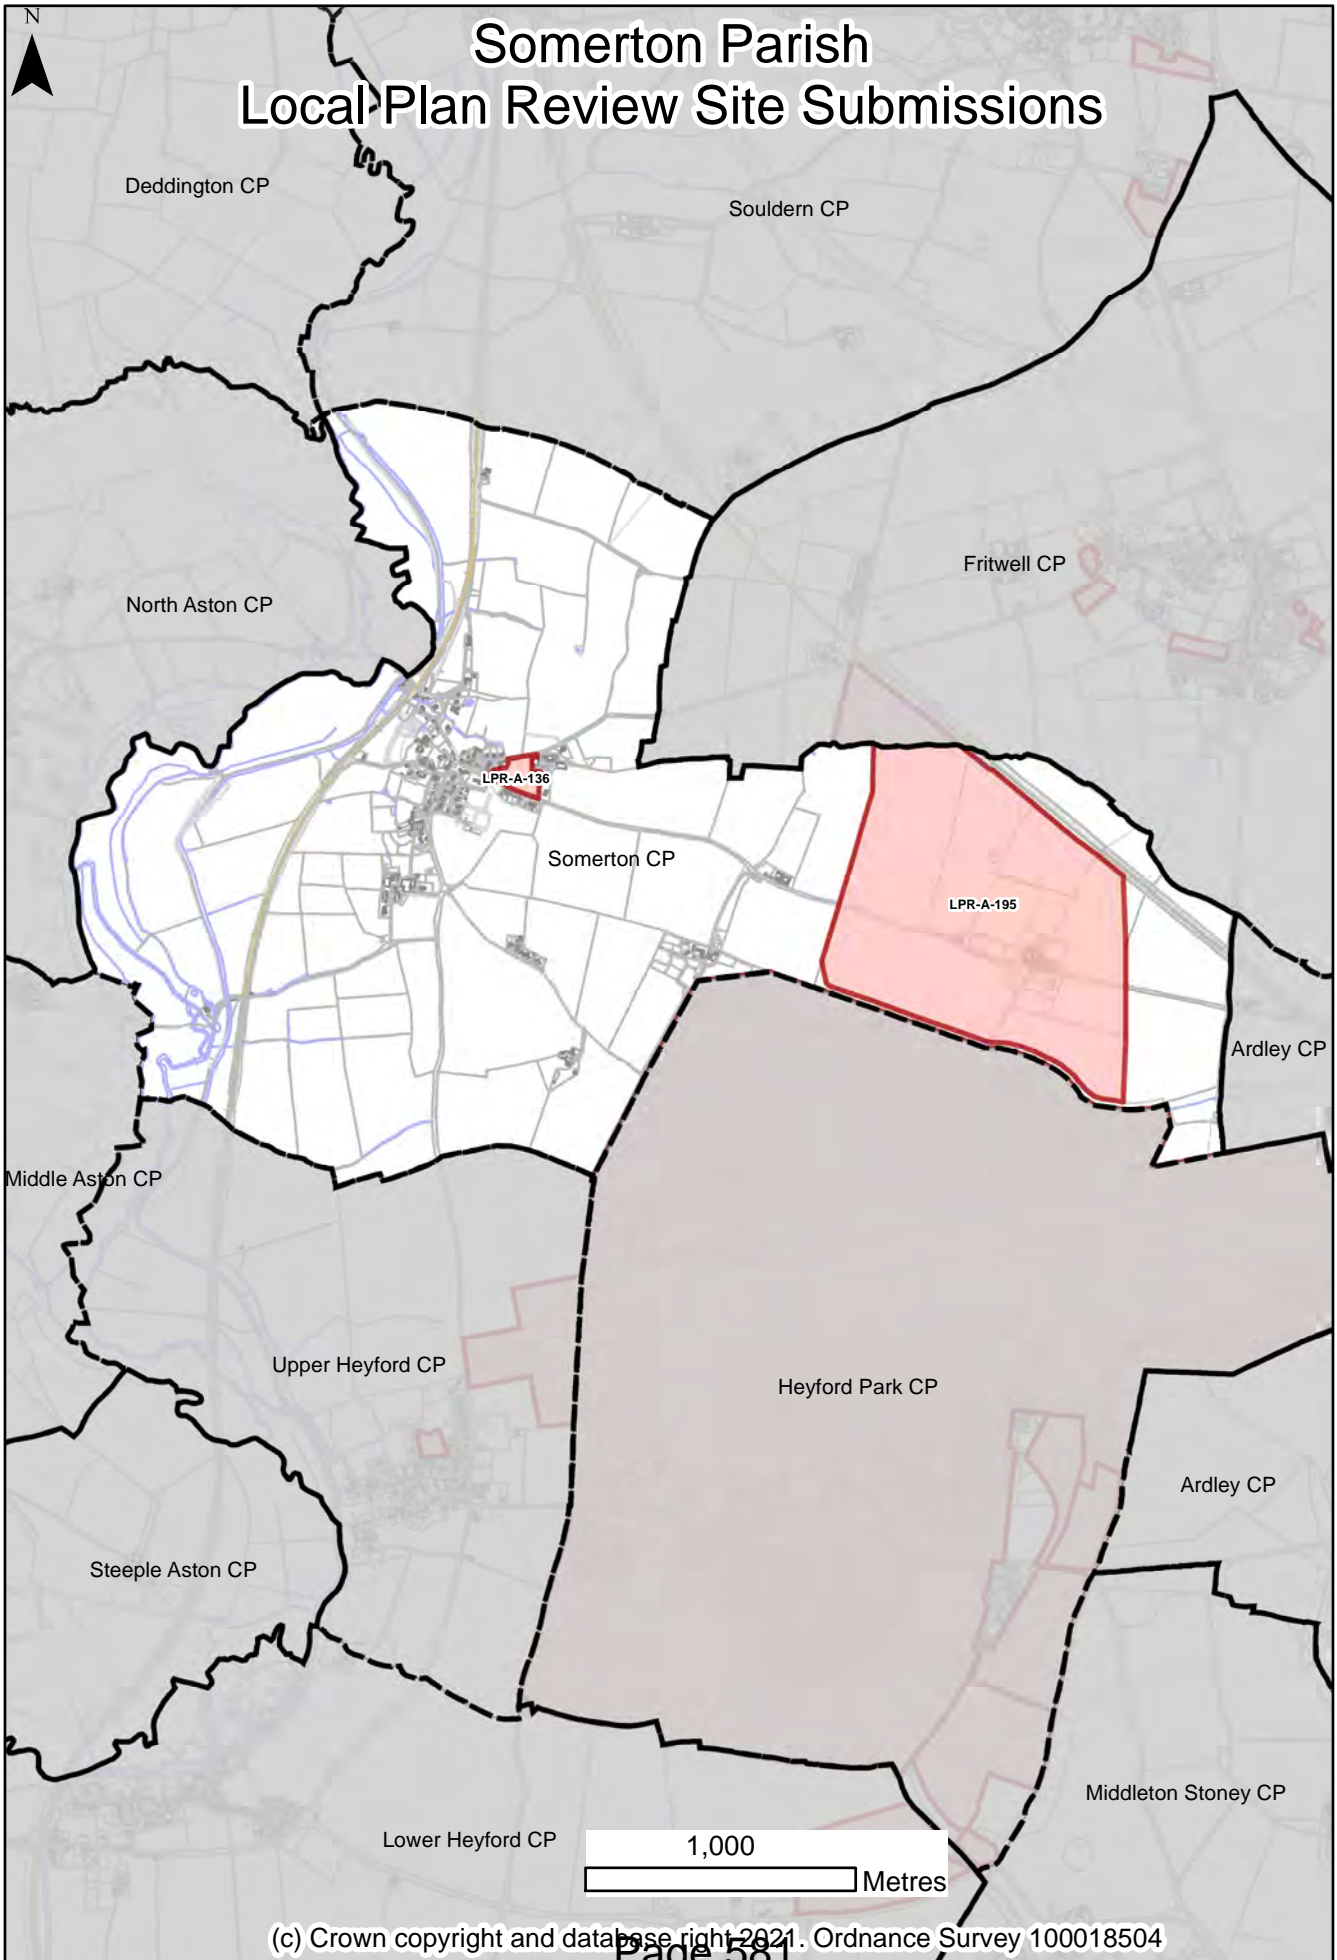 N
Somerton Parish
Local Plan Review Site Submissions
Deddington CP
Souldern CP
Fritwell CP
North Aston CP
LPR-A-136
Somerton CP
LPR-A-195
Ardley CP
Middle Aston CP
Upper Heyford CP
Heyford Park CP
Ardley CP
Steeple Aston CP
Middleton Stoney CP
Lower Heyford CP
1,000
Metres
(c) Crown copyright and database right 2021. Ordnance Survey 100018504
Page 581